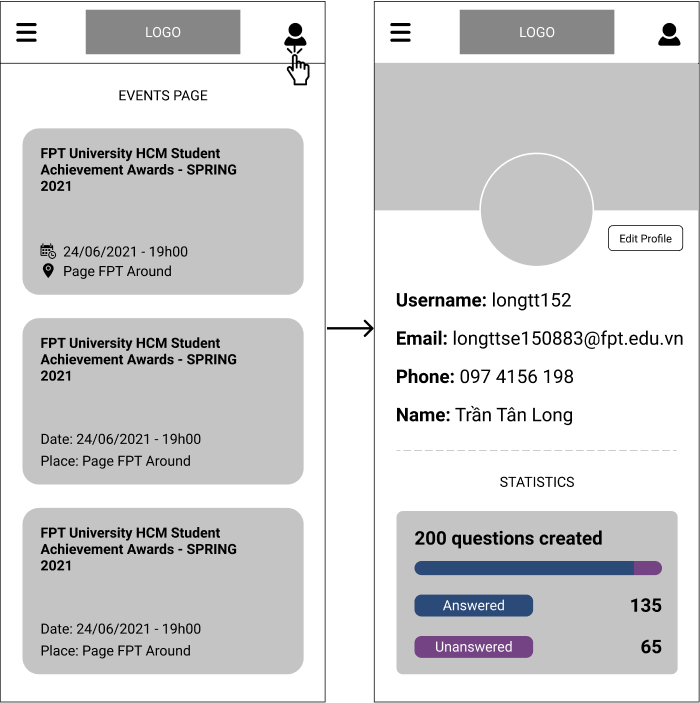 LOGO
EVENTS PAGE
FPT University HCM Student
Achievement Awards - SPRING
2021
24/06/2021 - 19h00
Page FPT Around
FPT University HCM Student
Achievement Awards - SPRING
2021
Date: 24/06/2021 - 19h00
Place: Page FPT Around
FPT University HCM Student
Achievement Awards - SPRING
2021
Date: 24/06/2021 - 19h00
Place: Page FPT Around
LOGO
Edit Profile
Username: longtt152
Email: longttse150883@fpt.edu.vn
Phone: 097 4156 198
Name: Trần Tân Long
STATISTICS
200 questions created
Answered 135
Unanswered 65